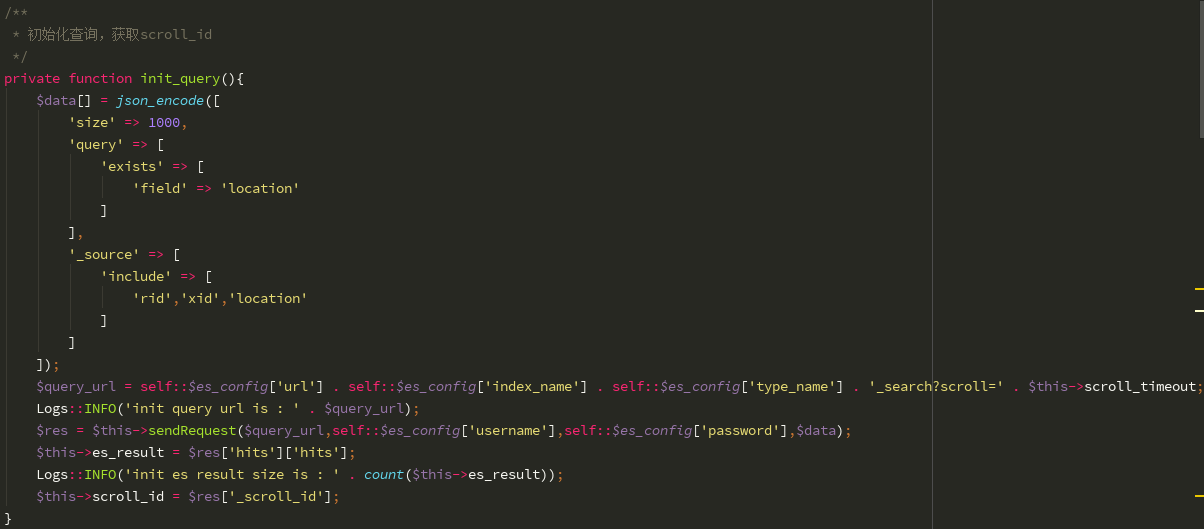 /**
 * 初始化查询，获取scroll_id
 */
private function init_query(){
    $data[] = json_encode([
        'size' => 1000,
        'query' => [
            'exists' => [
                'field' => 'location'
            ]
        ],
        '_source' => [
            'include' => [
                'rid','xid','location'
            ]
        ]
    ]);
    $query_url = self::$es_config['url'] . self::$es_config['index_name'] . self::$es_config['type_name'] . '_search?scroll=' . $this->scroll_timeout;
    Logs::INFO('init query url is : ' . $query_url);
    $res = $this->sendRequest($query_url,self::$es_config['username'],self::$es_config['password'],$data);
    $this->es_result = $res['hits']['hits'];
    Logs::INFO('init es result size is : ' . count($this->es_result));
    $this->scroll_id = $res['_scroll_id'];
}